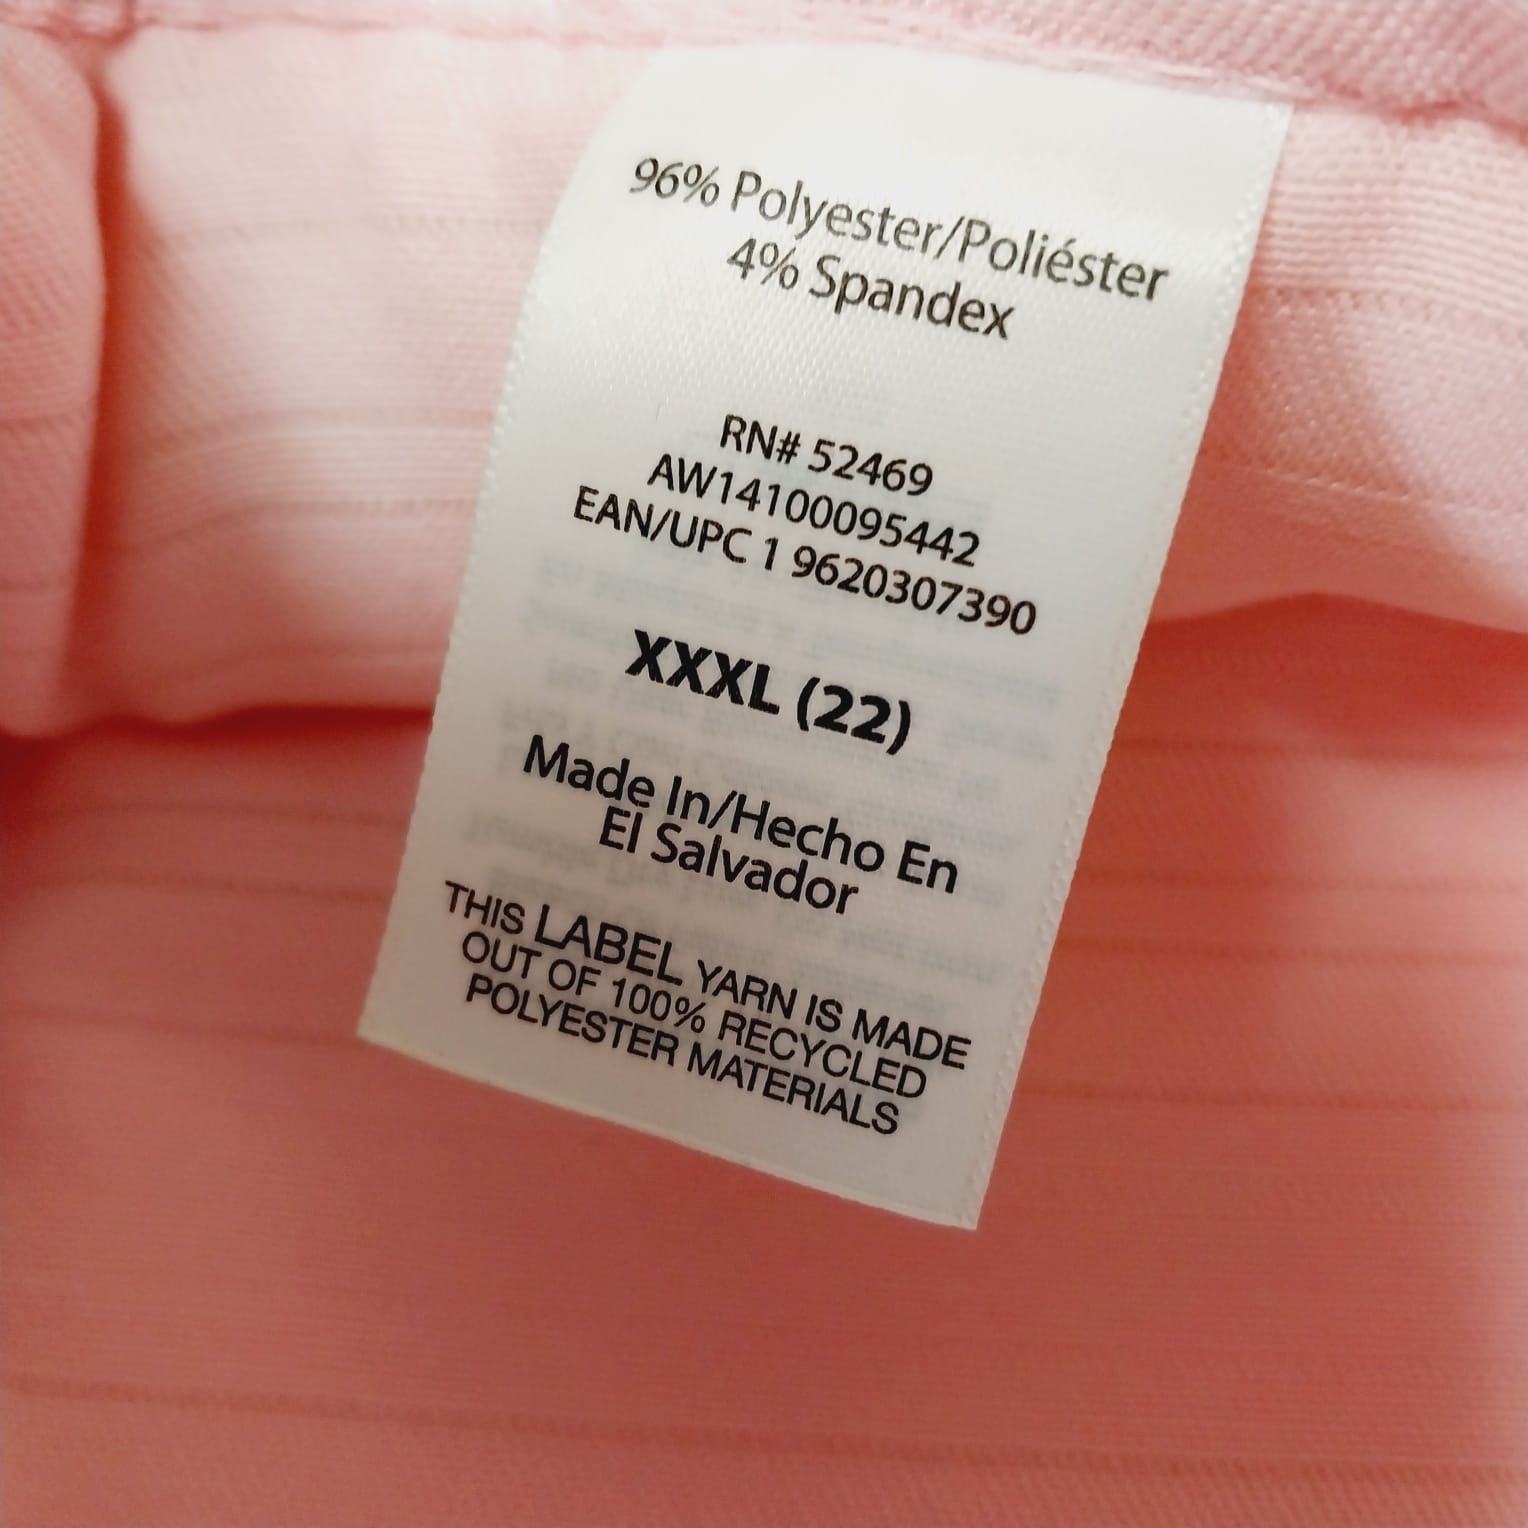 96% Polyester/Poliéster
4% Spandex
RN# 52469
AW14100095442
EAN/UPC 1 9620307390
XXXL (22)
Made In/Hecho En
El Salvador
THIS LABEL YARN IS MADE
OUT OF 100% RECYCLED
POLYESTER MATERIALS